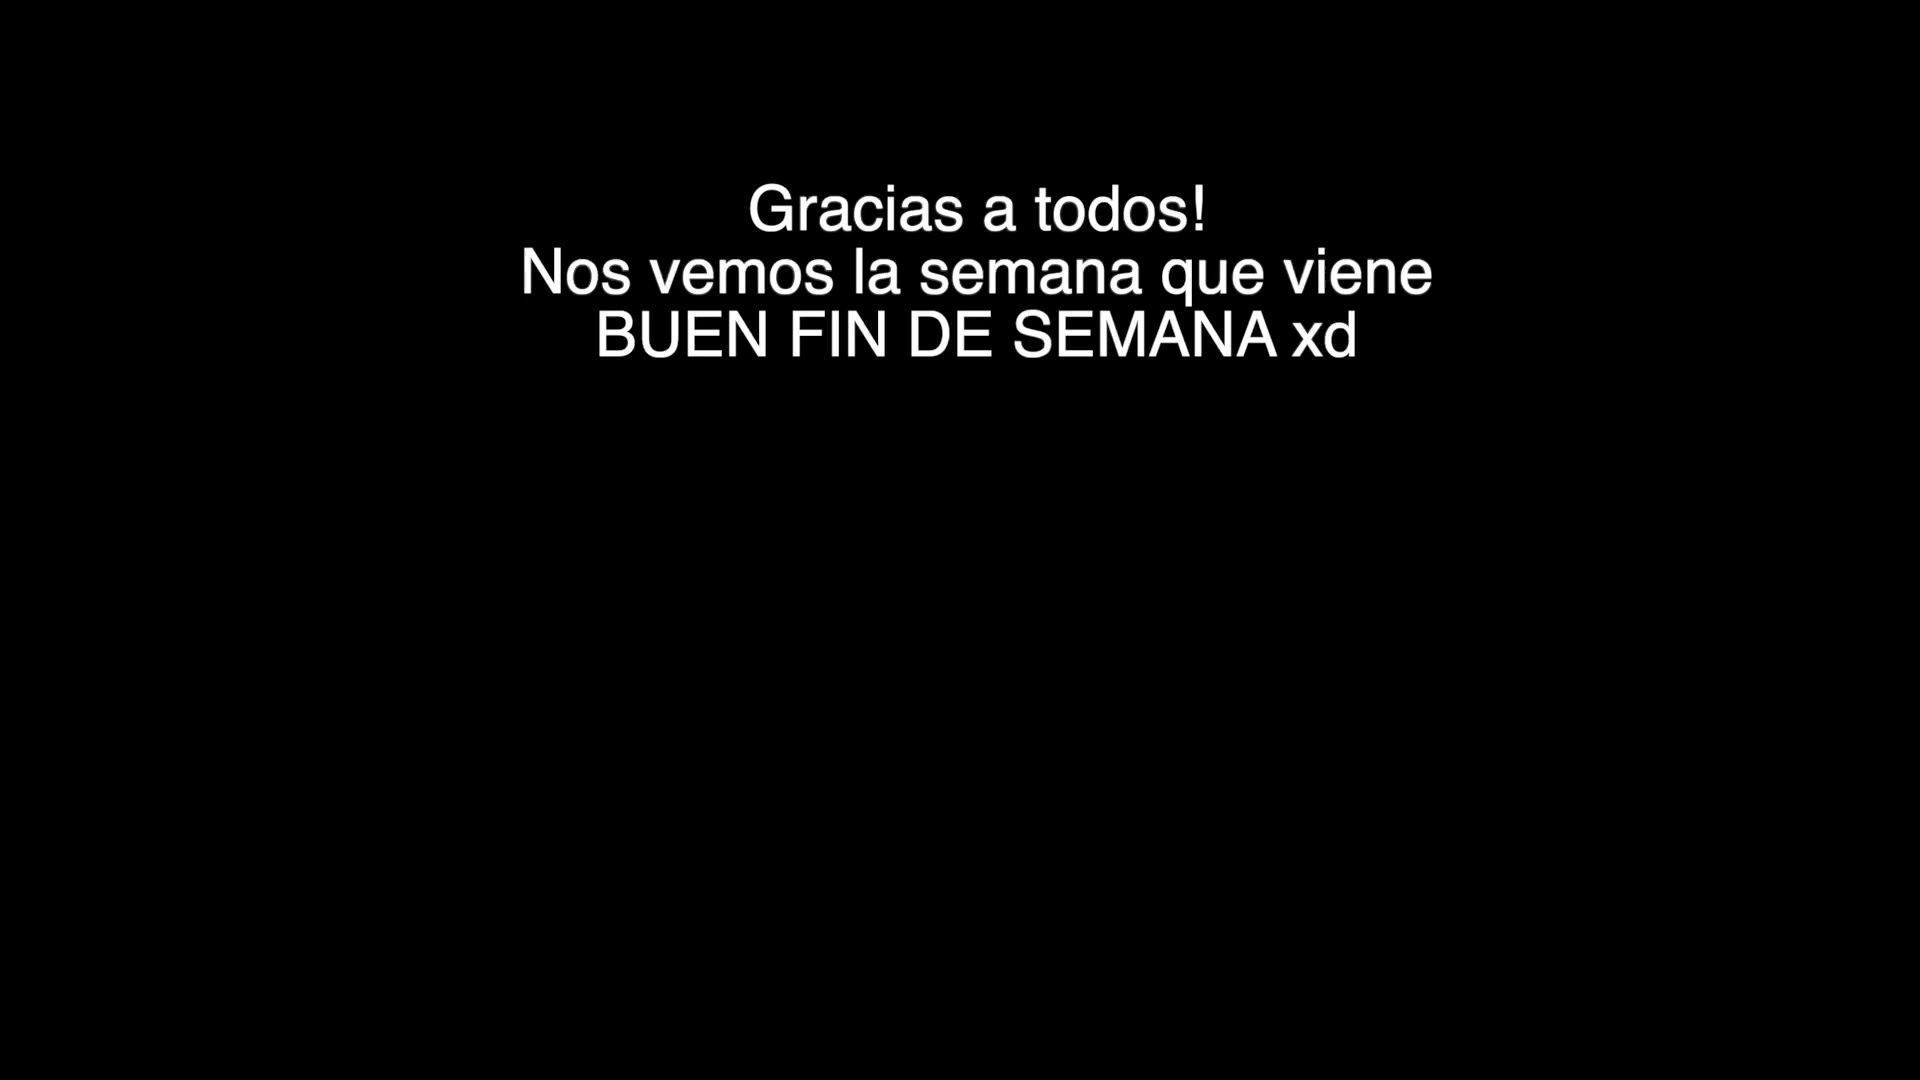 Gracias a todos!
Nos vemos la semana que viene
BUEN FIN DE SEMANA xd